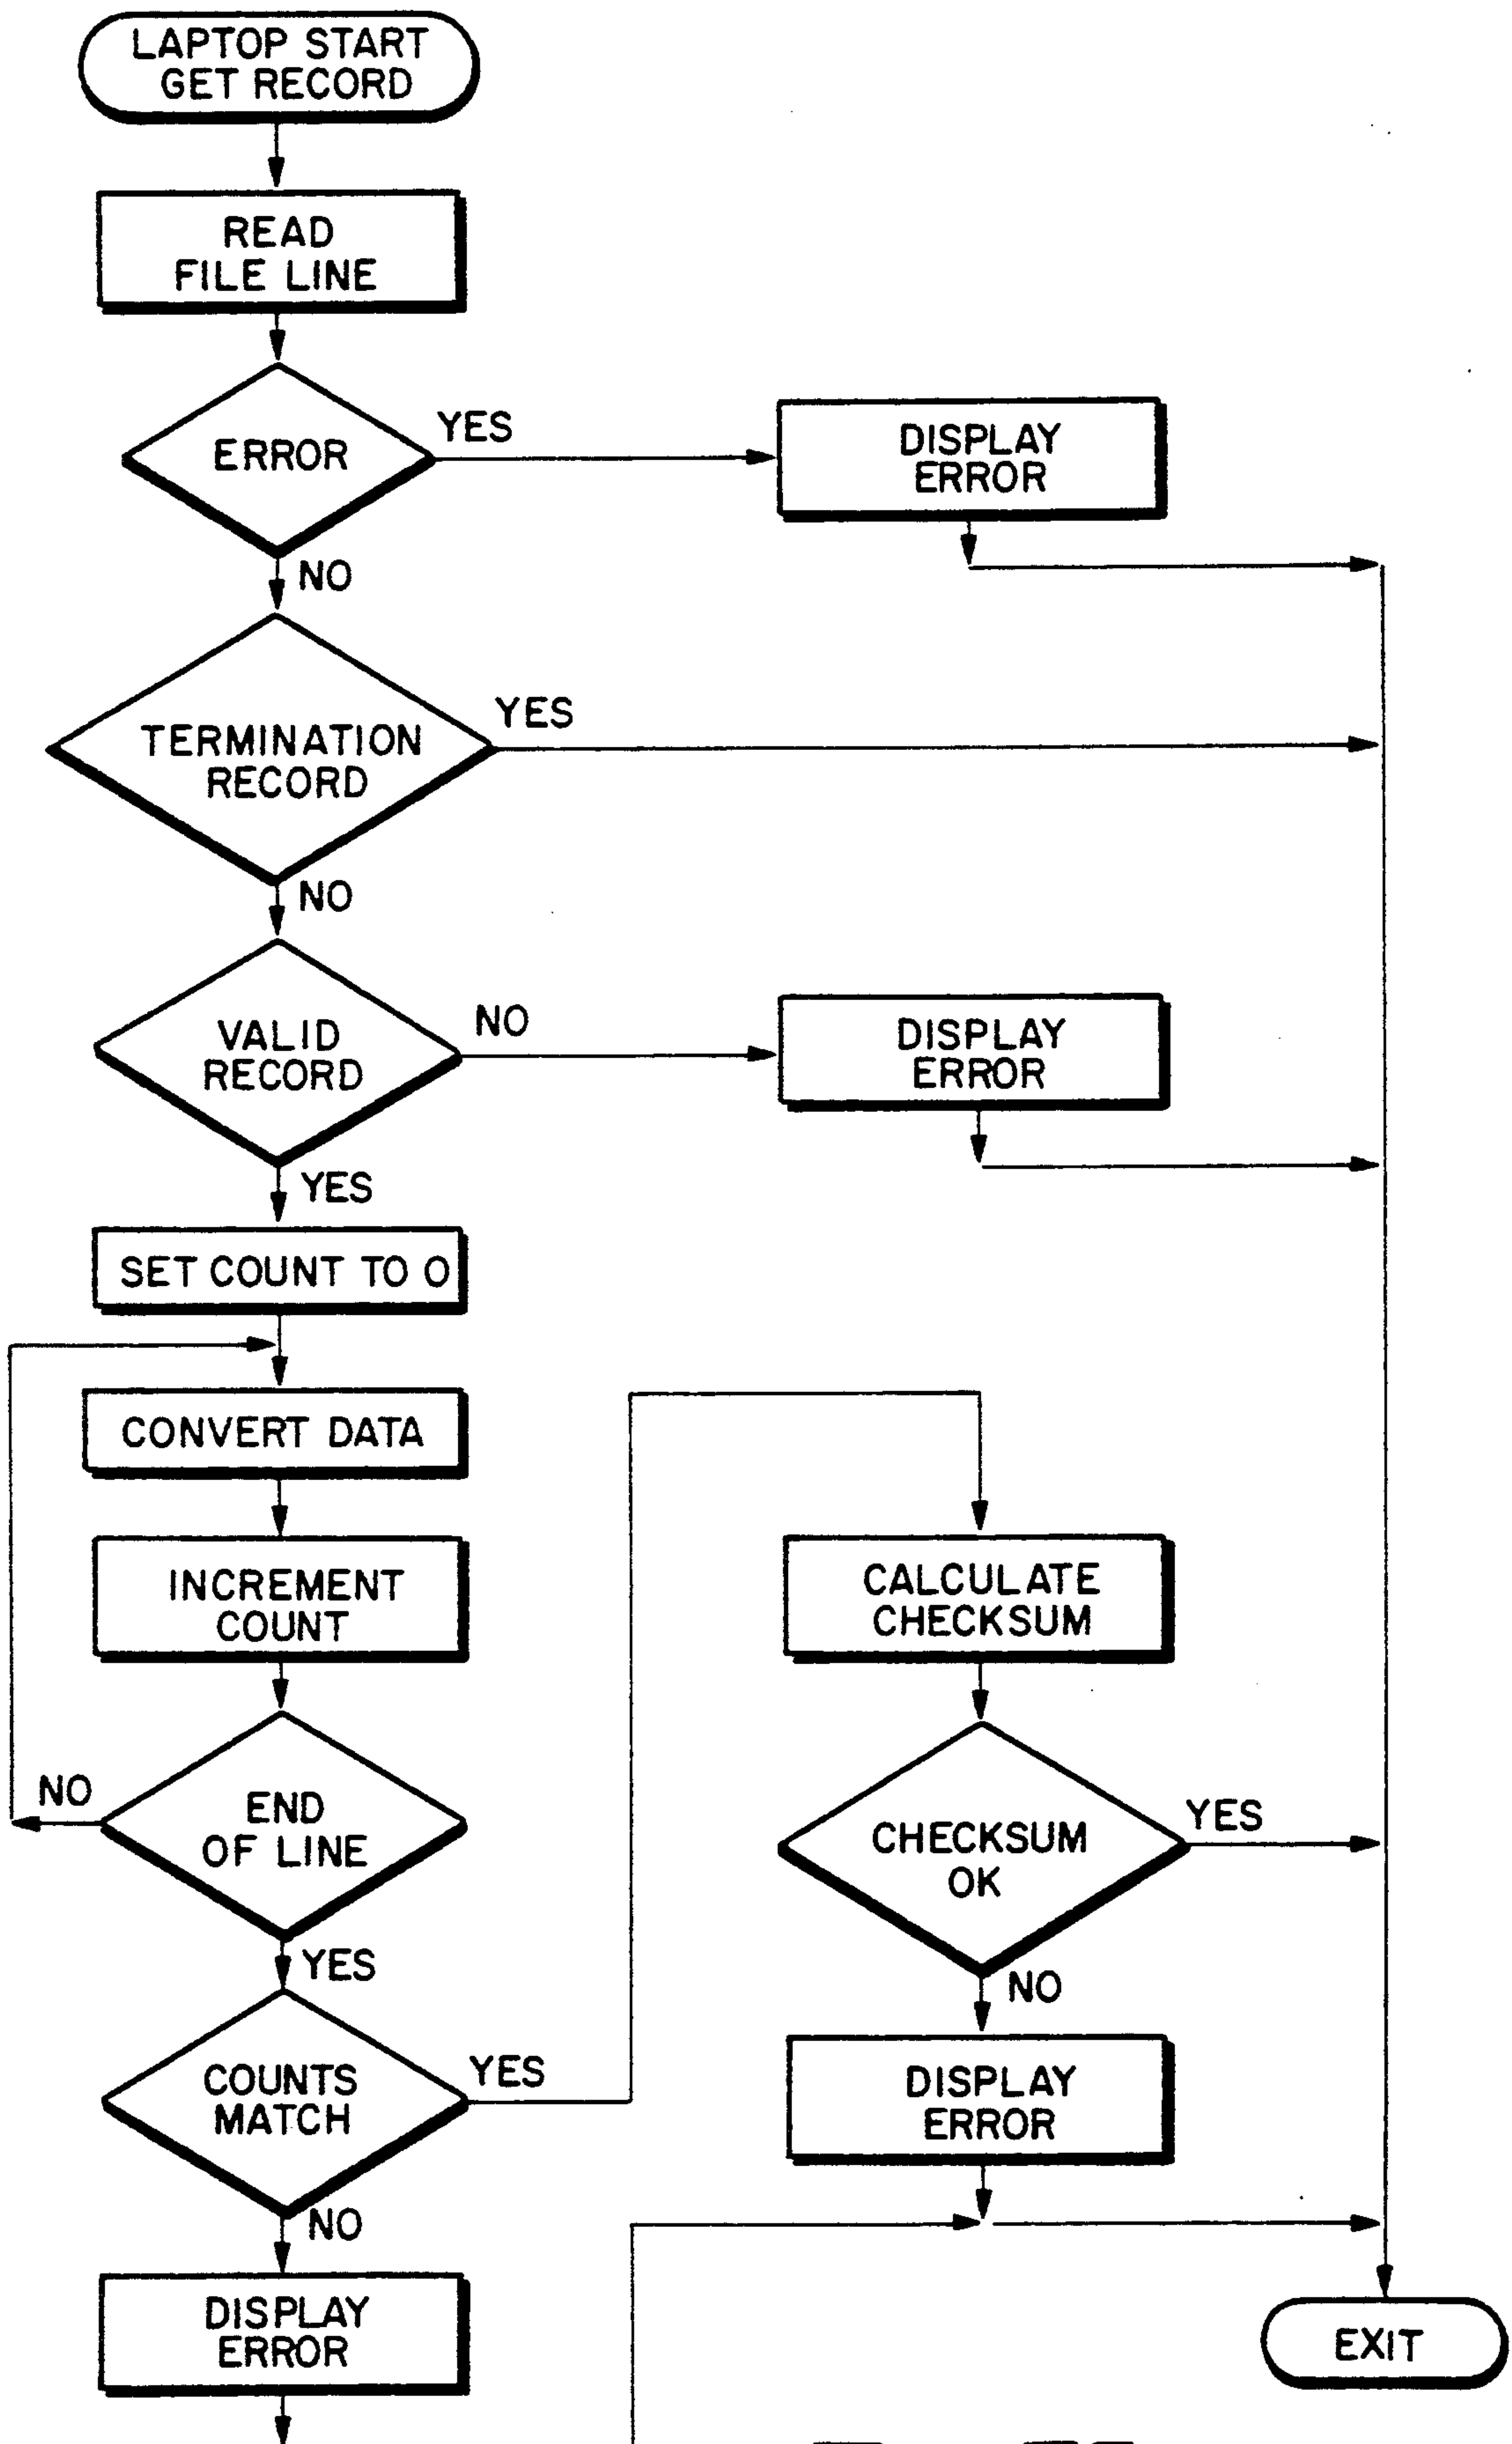 LAPTOP START
GET RECORD
READ
FILE LINE
ERROR
YES
DISPLAY
ERROR
NO
TERMINATION
RECORD
YES
NO
VALID
RECORD
NO
DISPLAY
ERROR
YES
SET COUNT TO 0
CONVERT DATA
INCREMENT
COUNT
CALCULATE
CHECKSUM
NO
END
OF LINE
CHECKSUM
OK
YES
YES
NO
COUNTS
MATCH
YES
DISPLAY
ERROR
NO
DISPLAY
ERROR
EXIT